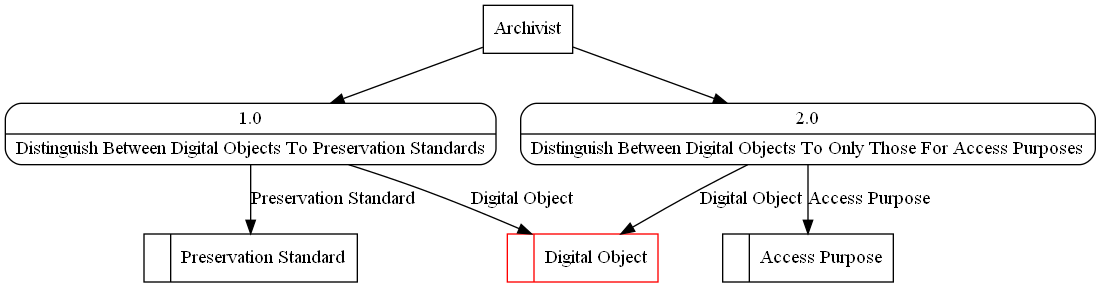 Archivist
1.0
Distinguish Between Digital Objects To Preservation Standards
2.0
Distinguish Between Digital Objects To Only Those For Access Purposes
Preservation Standard
Digital Object
Digital Object
Access Purpose
Preservation Standard
Digital Object
Access Purpose